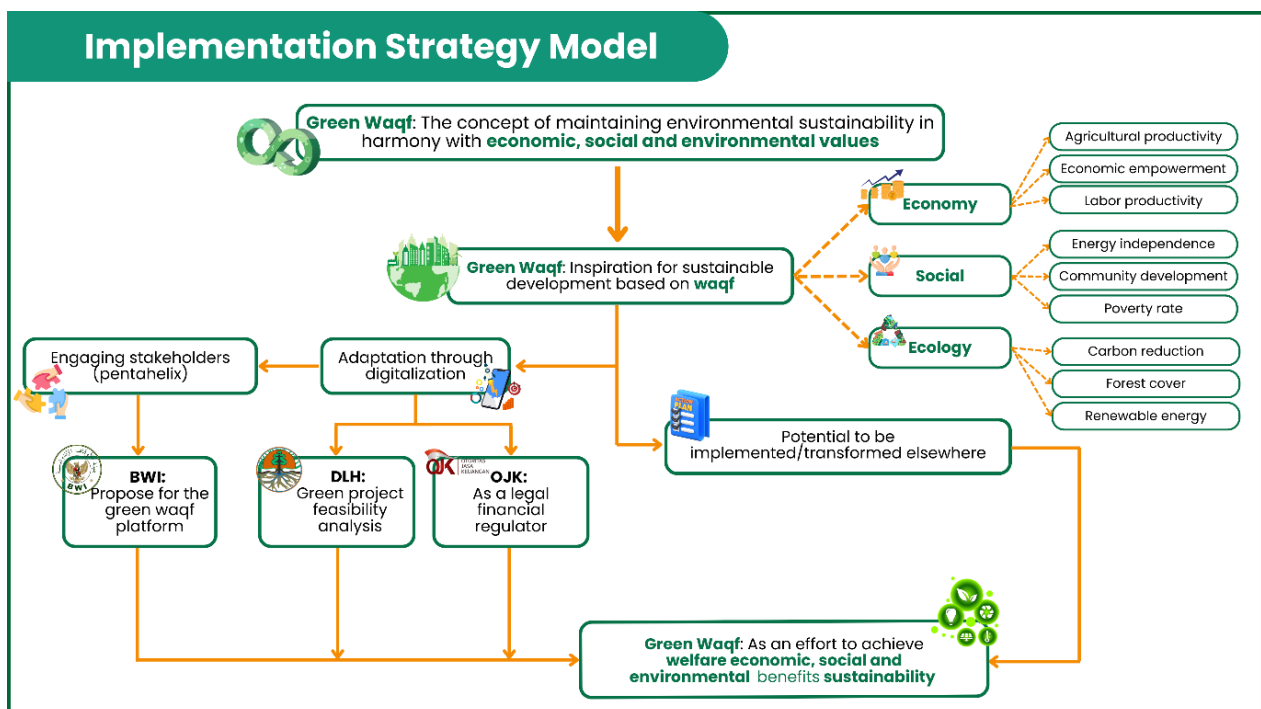 Implementation Strategy Model
Green Waqf: The concept of maintaining environmental sustainability in
harmony with economic, social and environmental values
Agricultural productivity
Economic empowerment
Labor productivity
Economy
Green Waqf: Inspiration for sustainable
development based on waqf
Energy independence
Community development
Poverty rate
Social
Ecology
Carbon reduction
Forest cover
Renewable energy
Engaging stakeholders
(pentahelix)
Adaptation through
digitalization
PLAN
Potential to be
implemented/transformed elsewhere
BWI
BWI:
Propose for the
green waqf
platform
DLH:
Green project
feasibility
analysis
OJK
OTORITAS
JASA
KEUANGAN
OJK:
As a legal
financial
regulator
Green Waqf: As an effort to achieve
welfare economic, social and
environmental benefits sustainability